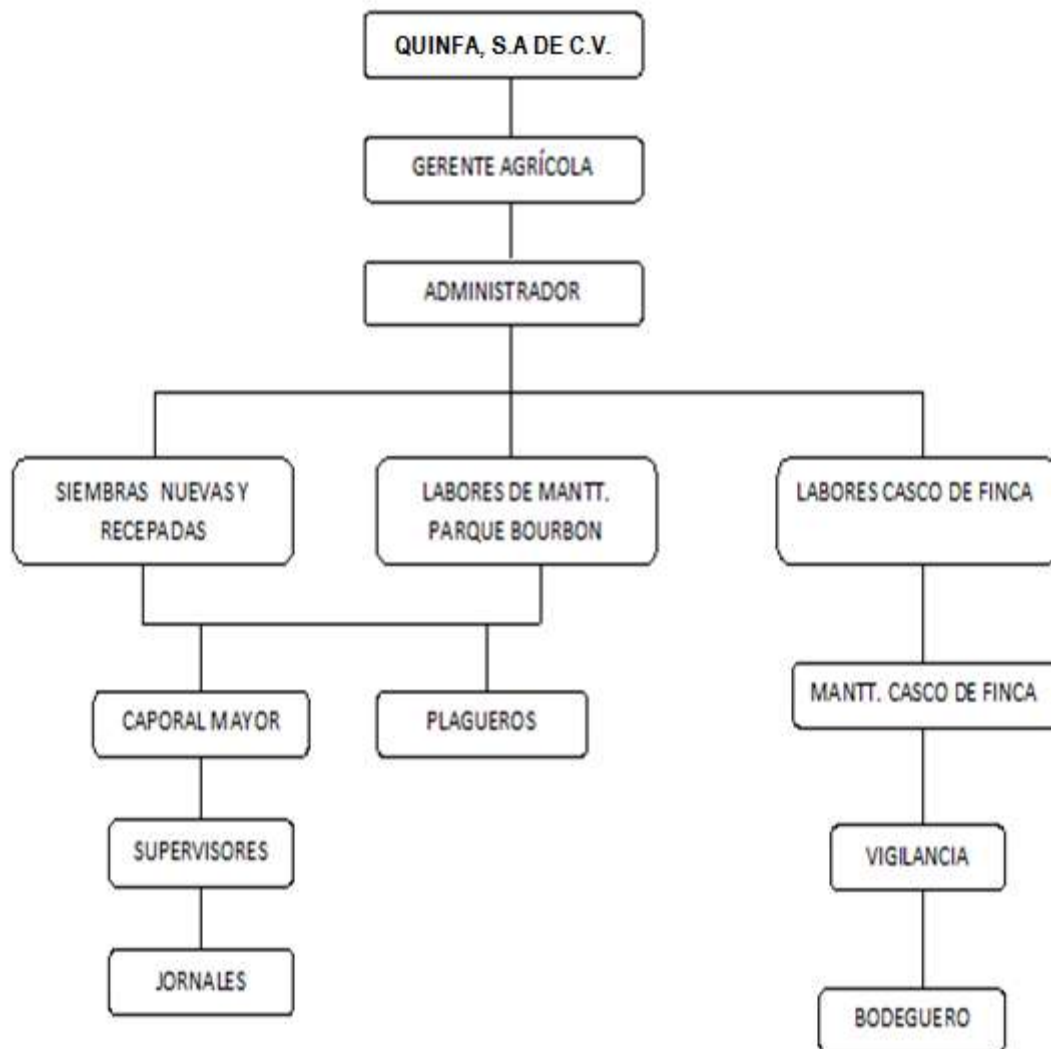 QUINFA, S.A DE C.V.
GERENTE AGRÍCOLA
ADMINISTRADOR
SIEMBRAS NUEVAS Y
RECEPADAS
LABORES DE MANTT.
PARQUE BOURBON
LABORES CASCO DE FINCA
CAPORAL MAYOR
PLAGUEROS
MANTT. CASCO DE FINCA
SUPERVISORES
VIGILANCIA
JORNALES
BODEGUERO